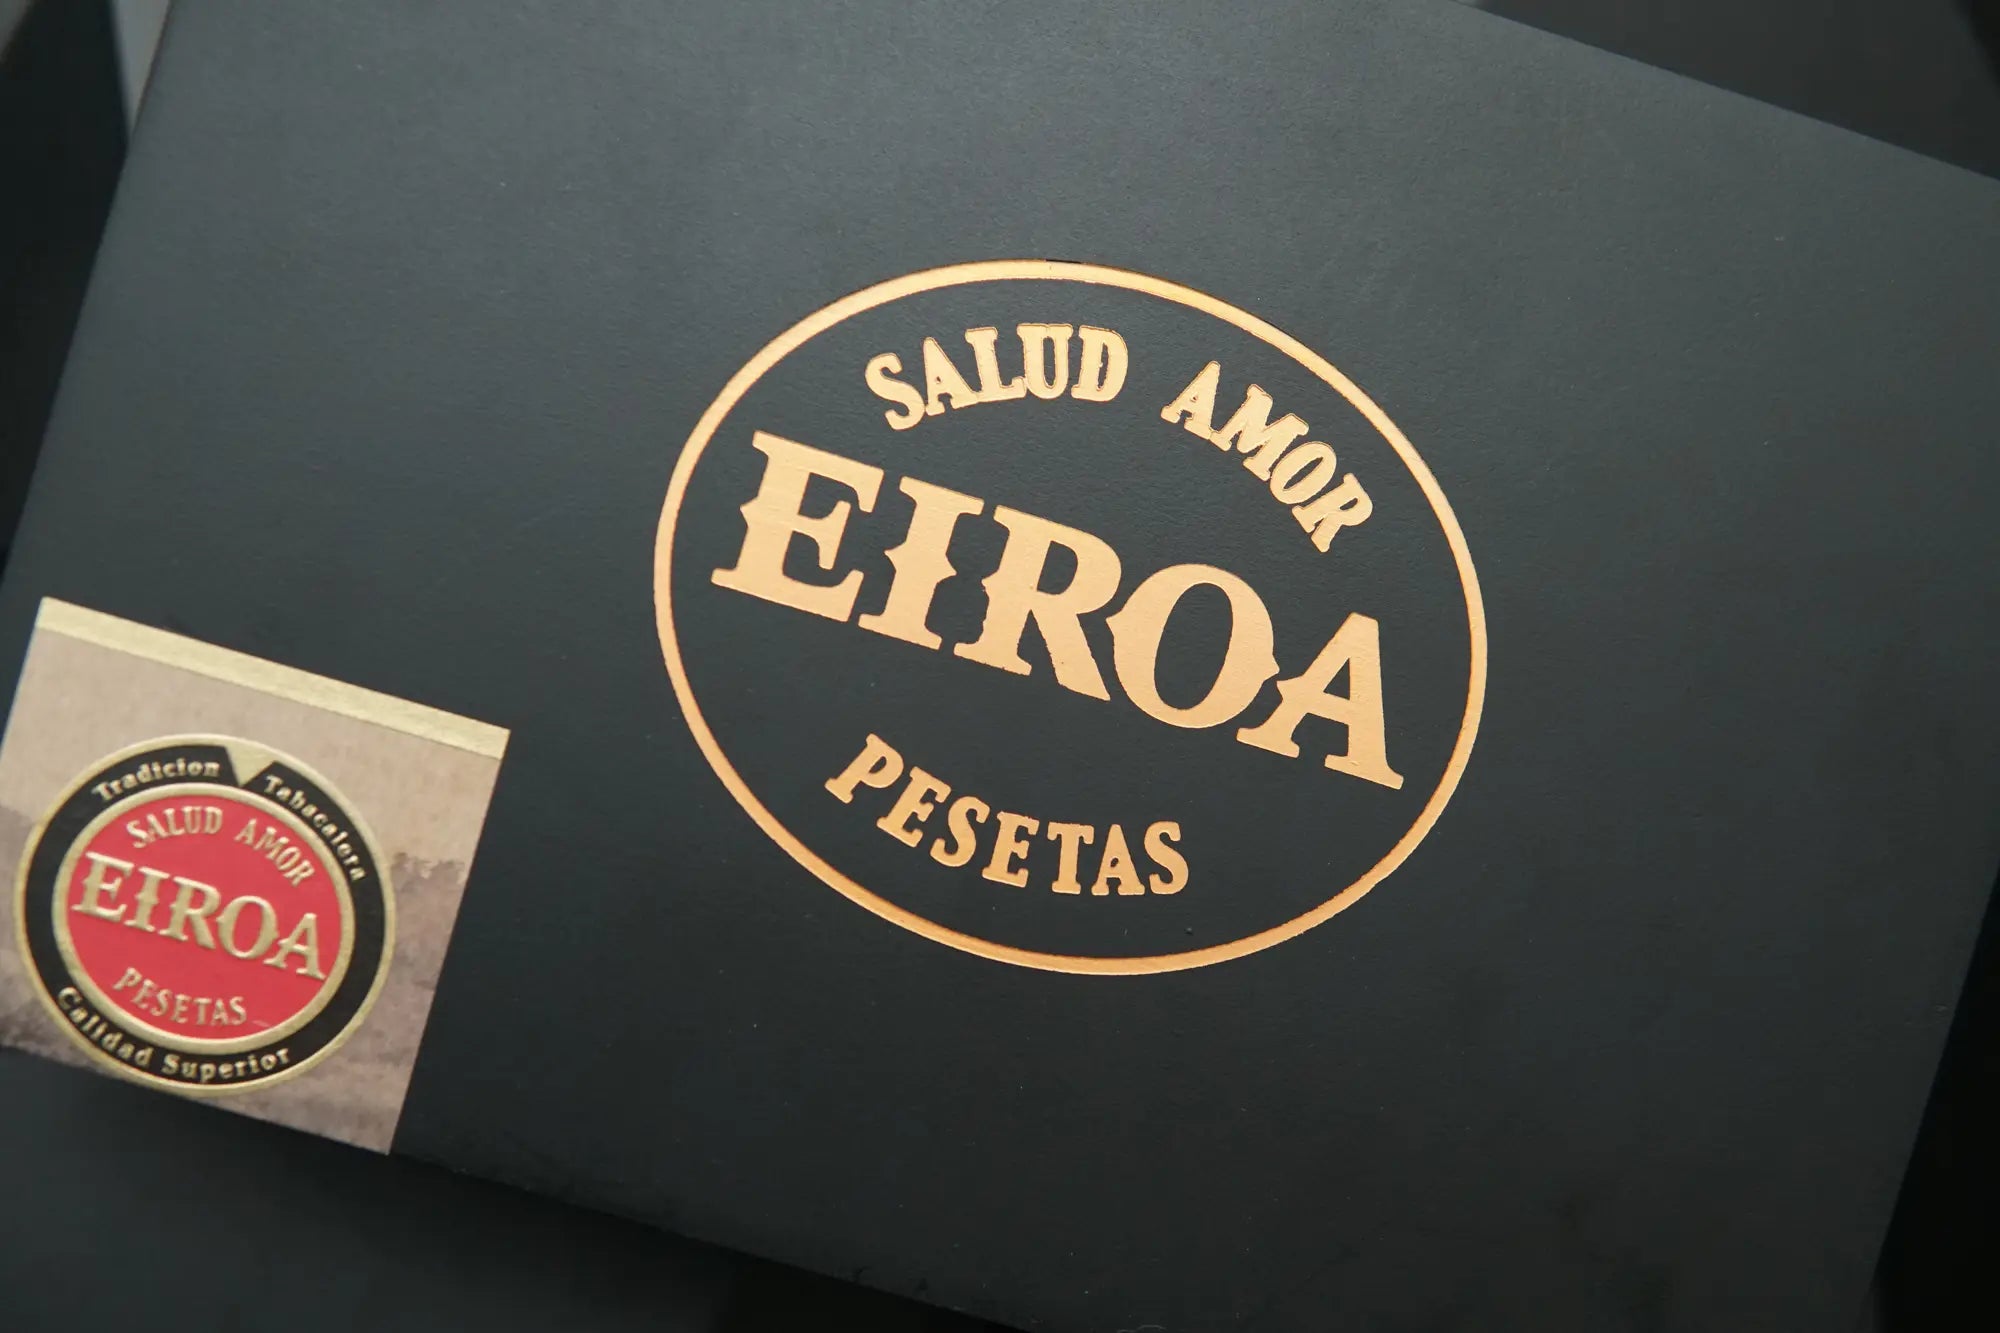 SALUD AMOR
EIROA
PESETAS
Tradicion Tabacalera
SALUD AMOR
EIROA
PESETAS
Calidad Superior